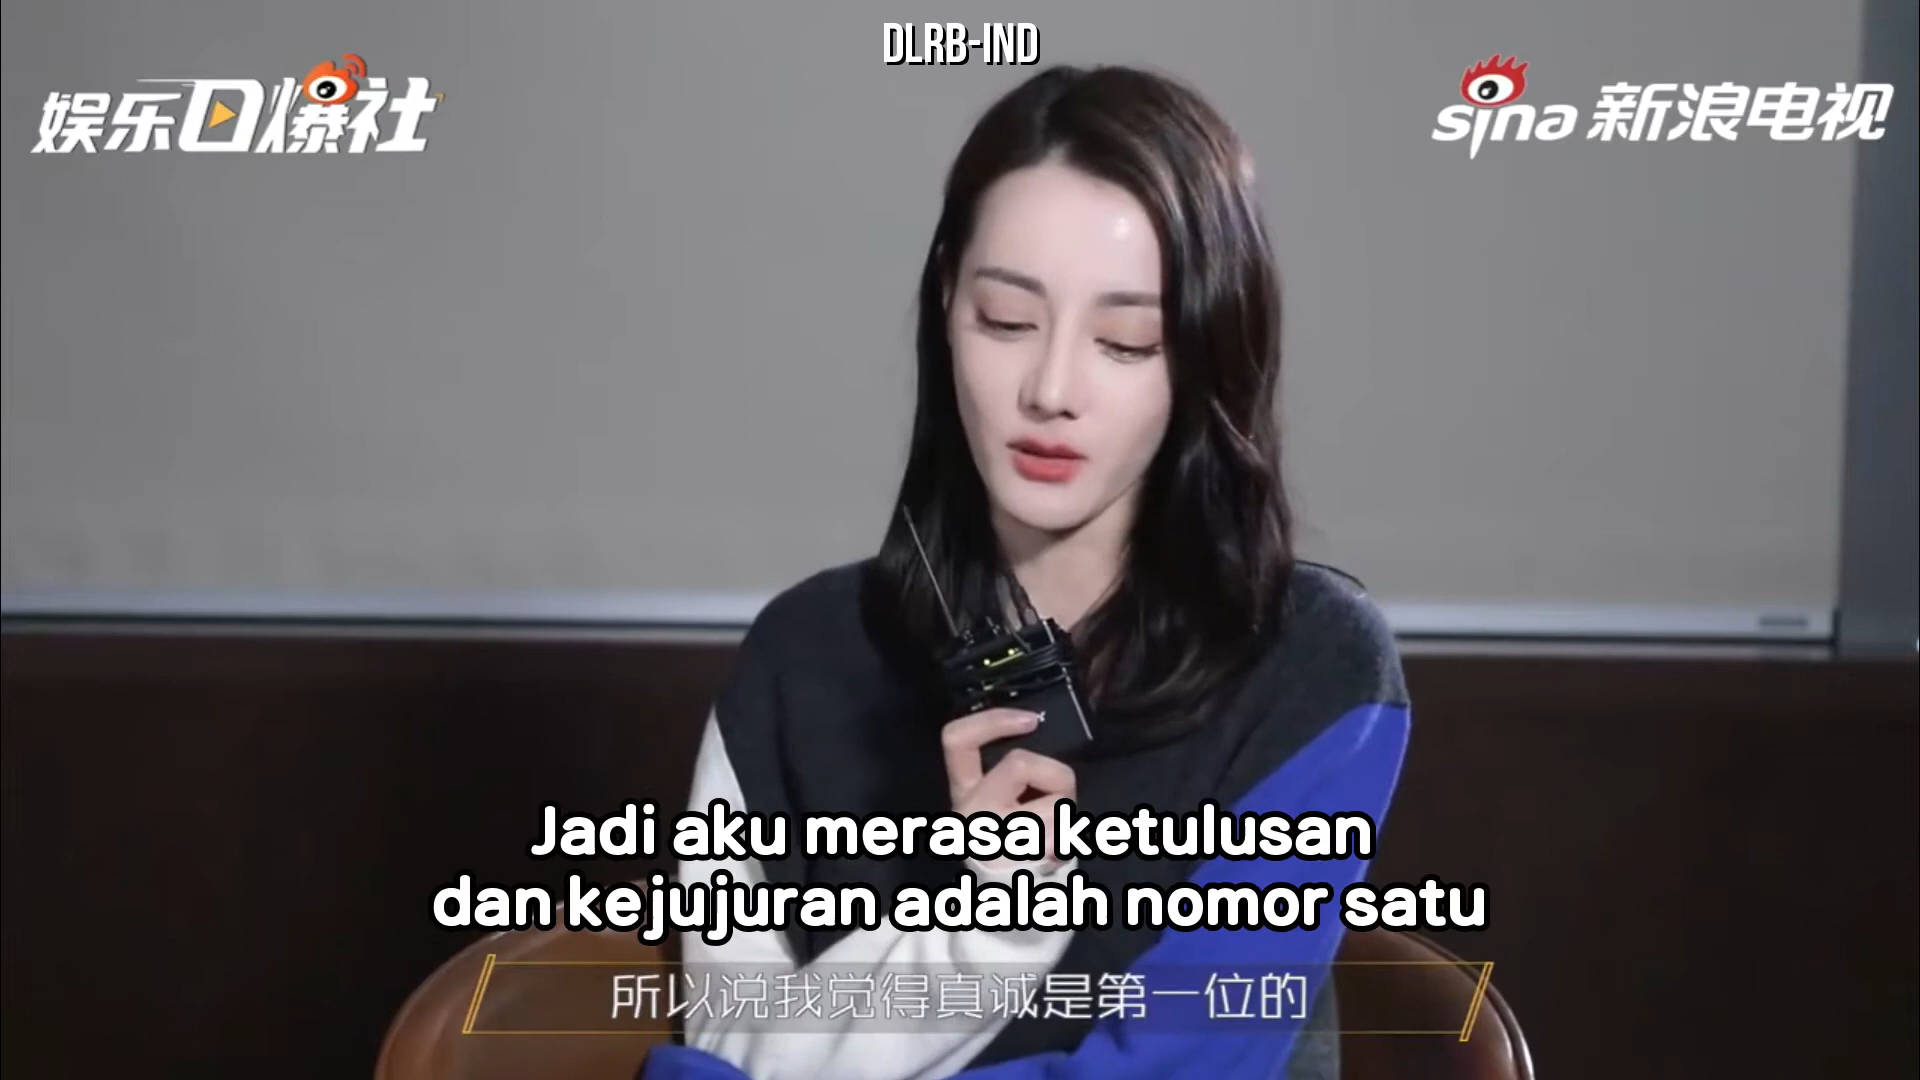 DLRB-IND
娱乐日爆社
sina 新浪电视
Jadi aku merasa ketulusan
dan kejujuran adalah nomor satu
所以说我觉得真诚是第一位的